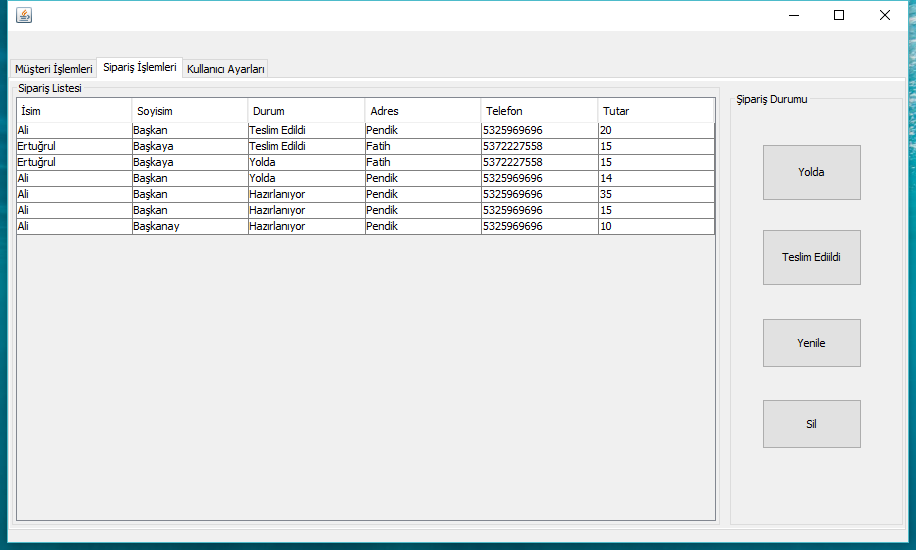 Müşteri İşlemleri Sipariş İşlemleri Kullanıcı Ayarları
Sipariş Listesi
İsim Soyisim Durum Adres Telefon Tutar
Ali Başkan Teslim Edildi Pendik 5325969696 20
Ertuğrul Başkaya Teslim Edildi Fatih 5372227558 15
Ertuğrul Başkaya Yolda Fatih 5372227558 15
Ali Başkan Yolda Pendik 5325969696 14
Ali Başkan Hazırlanıyor Pendik 5325969696 35
Ali Başkan Hazırlanıyor Pendik 5325969696 15
Ali Başkanay Hazırlanıyor Pendik 5325969696 10
Şipariş Durumu
Yolda
Teslim Ediildi
Yenile
Sil